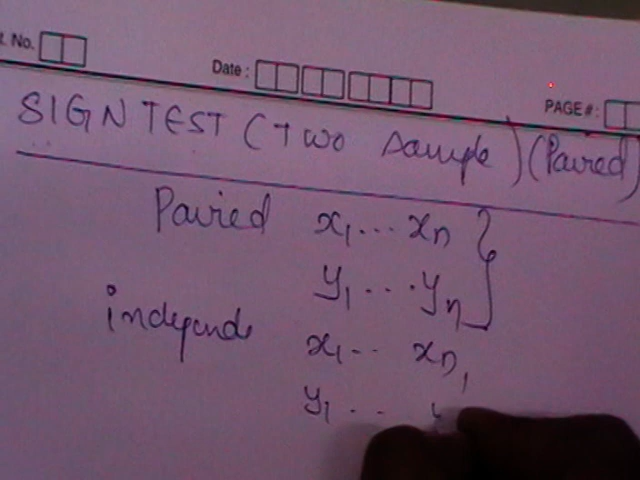 . No.
Date :
PAGE # :
SIGN TEST (Two sample) (Paired)
Paired x1 ... xn
y1 ... yn
independ x1 .. xn1
y1 ...